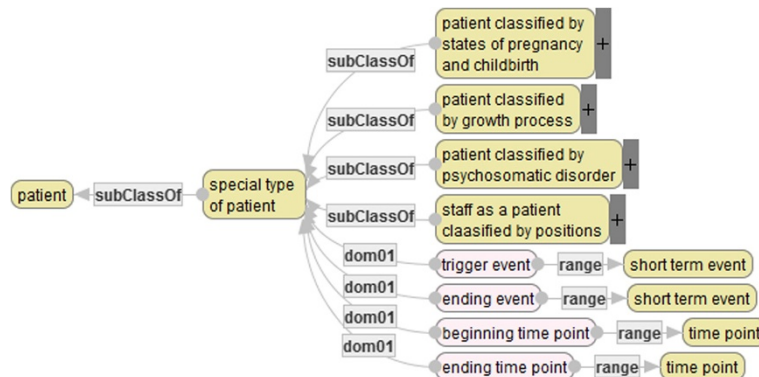 patient classified by
states of pregnancy
and childbirth
+
subClassOf
patient classified
by growth process
+
subClassOf
patient classified by
psychosomatic disorder
+
subClassOf
patient
subClassOf
special type
of patient
staff as a patient
claasified by positions
+
subClassOf
dom01
trigger event
range
short term event
dom01
ending event
range
short term event
dom01
beginning time point
range
time point
dom01
ending time point
range
time point